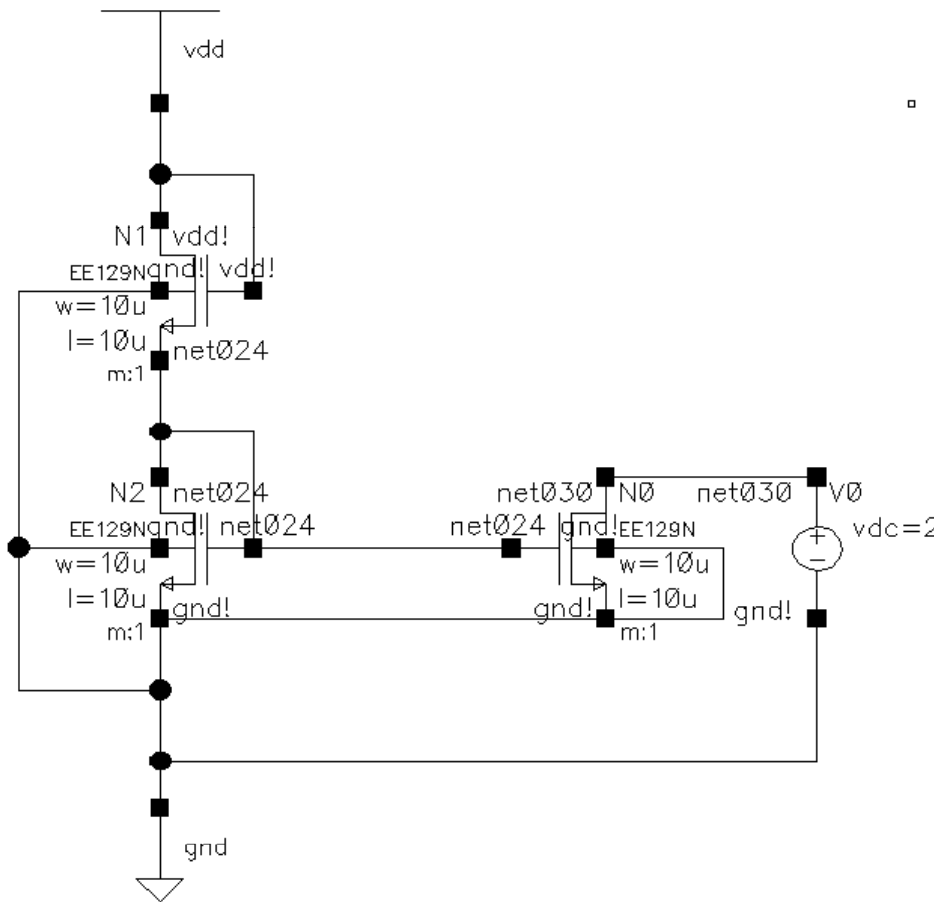 vdd
N1 vdd!
EE129N gnd! vdd!
w=10u
l=10u net024
m:1
N2 net024
EE129N gnd! net024
w=10u
l=10u gnd!
m:1
net030 N0
net024 gnd! EE129N
w=10u
gnd! l=10u
m:1
net030 V0
vdc=2
gnd!
gnd